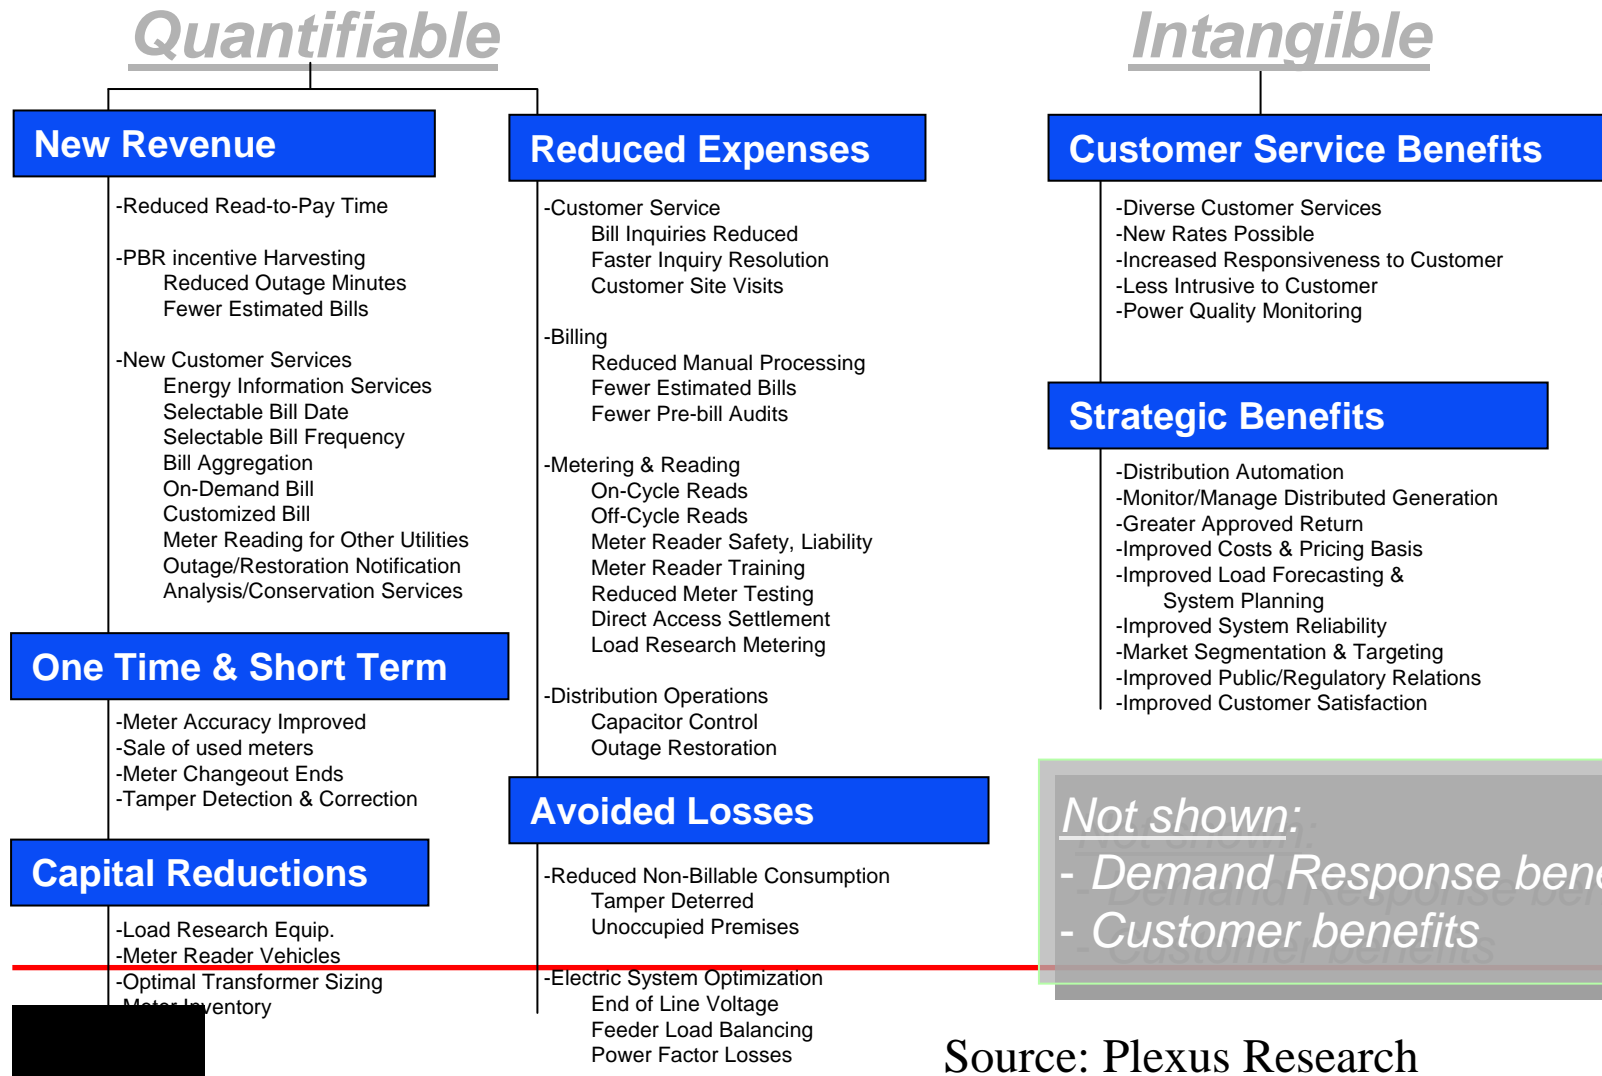 Quantifiable
New Revenue
-Reduced Read-to-Pay Time
-PBR incentive Harvesting
Reduced Outage Minutes
Fewer Estimated Bills
-New Customer Services
Energy Information Services
Selectable Bill Date
Selectable Bill Frequency
Bill Aggregation
On-Demand Bill
Customized Bill
Meter Reading for Other Utilities
Outage/Restoration Notification
Analysis/Conservation Services
One Time & Short Term
-Meter Accuracy Improved
-Sale of used meters
-Meter Changeout Ends
-Tamper Detection & Correction
Capital Reductions
-Load Research Equip.
-Meter Reader Vehicles
-Optimal Transformer Sizing
-Meter Inventory
Reduced Expenses
-Customer Service
Bill Inquiries Reduced
Faster Inquiry Resolution
Customer Site Visits
-Billing
Reduced Manual Processing
Fewer Estimated Bills
Fewer Pre-bill Audits
-Metering & Reading
On-Cycle Reads
Off-Cycle Reads
Meter Reader Safety, Liability
Meter Reader Training
Reduced Meter Testing
Direct Access Settlement
Load Research Metering
-Distribution Operations
Capacitor Control
Outage Restoration
Avoided Losses
-Reduced Non-Billable Consumption
Tamper Deterred
Unoccupied Premises
-Electric System Optimization
End of Line Voltage
Feeder Load Balancing
Power Factor Losses
Intangible
Customer Service Benefits
-Diverse Customer Services
-New Rates Possible
-Increased Responsiveness to Customer
-Less Intrusive to Customer
-Power Quality Monitoring
Strategic Benefits
-Distribution Automation
-Monitor/Manage Distributed Generation
-Greater Approved Return
-Improved Costs & Pricing Basis
-Improved Load Forecasting &
System Planning
-Improved System Reliability
-Market Segmentation & Targeting
-Improved Public/Regulatory Relations
-Improved Customer Satisfaction
Not shown:
- Demand Response bene
- Customer benefits
Source: Plexus Research